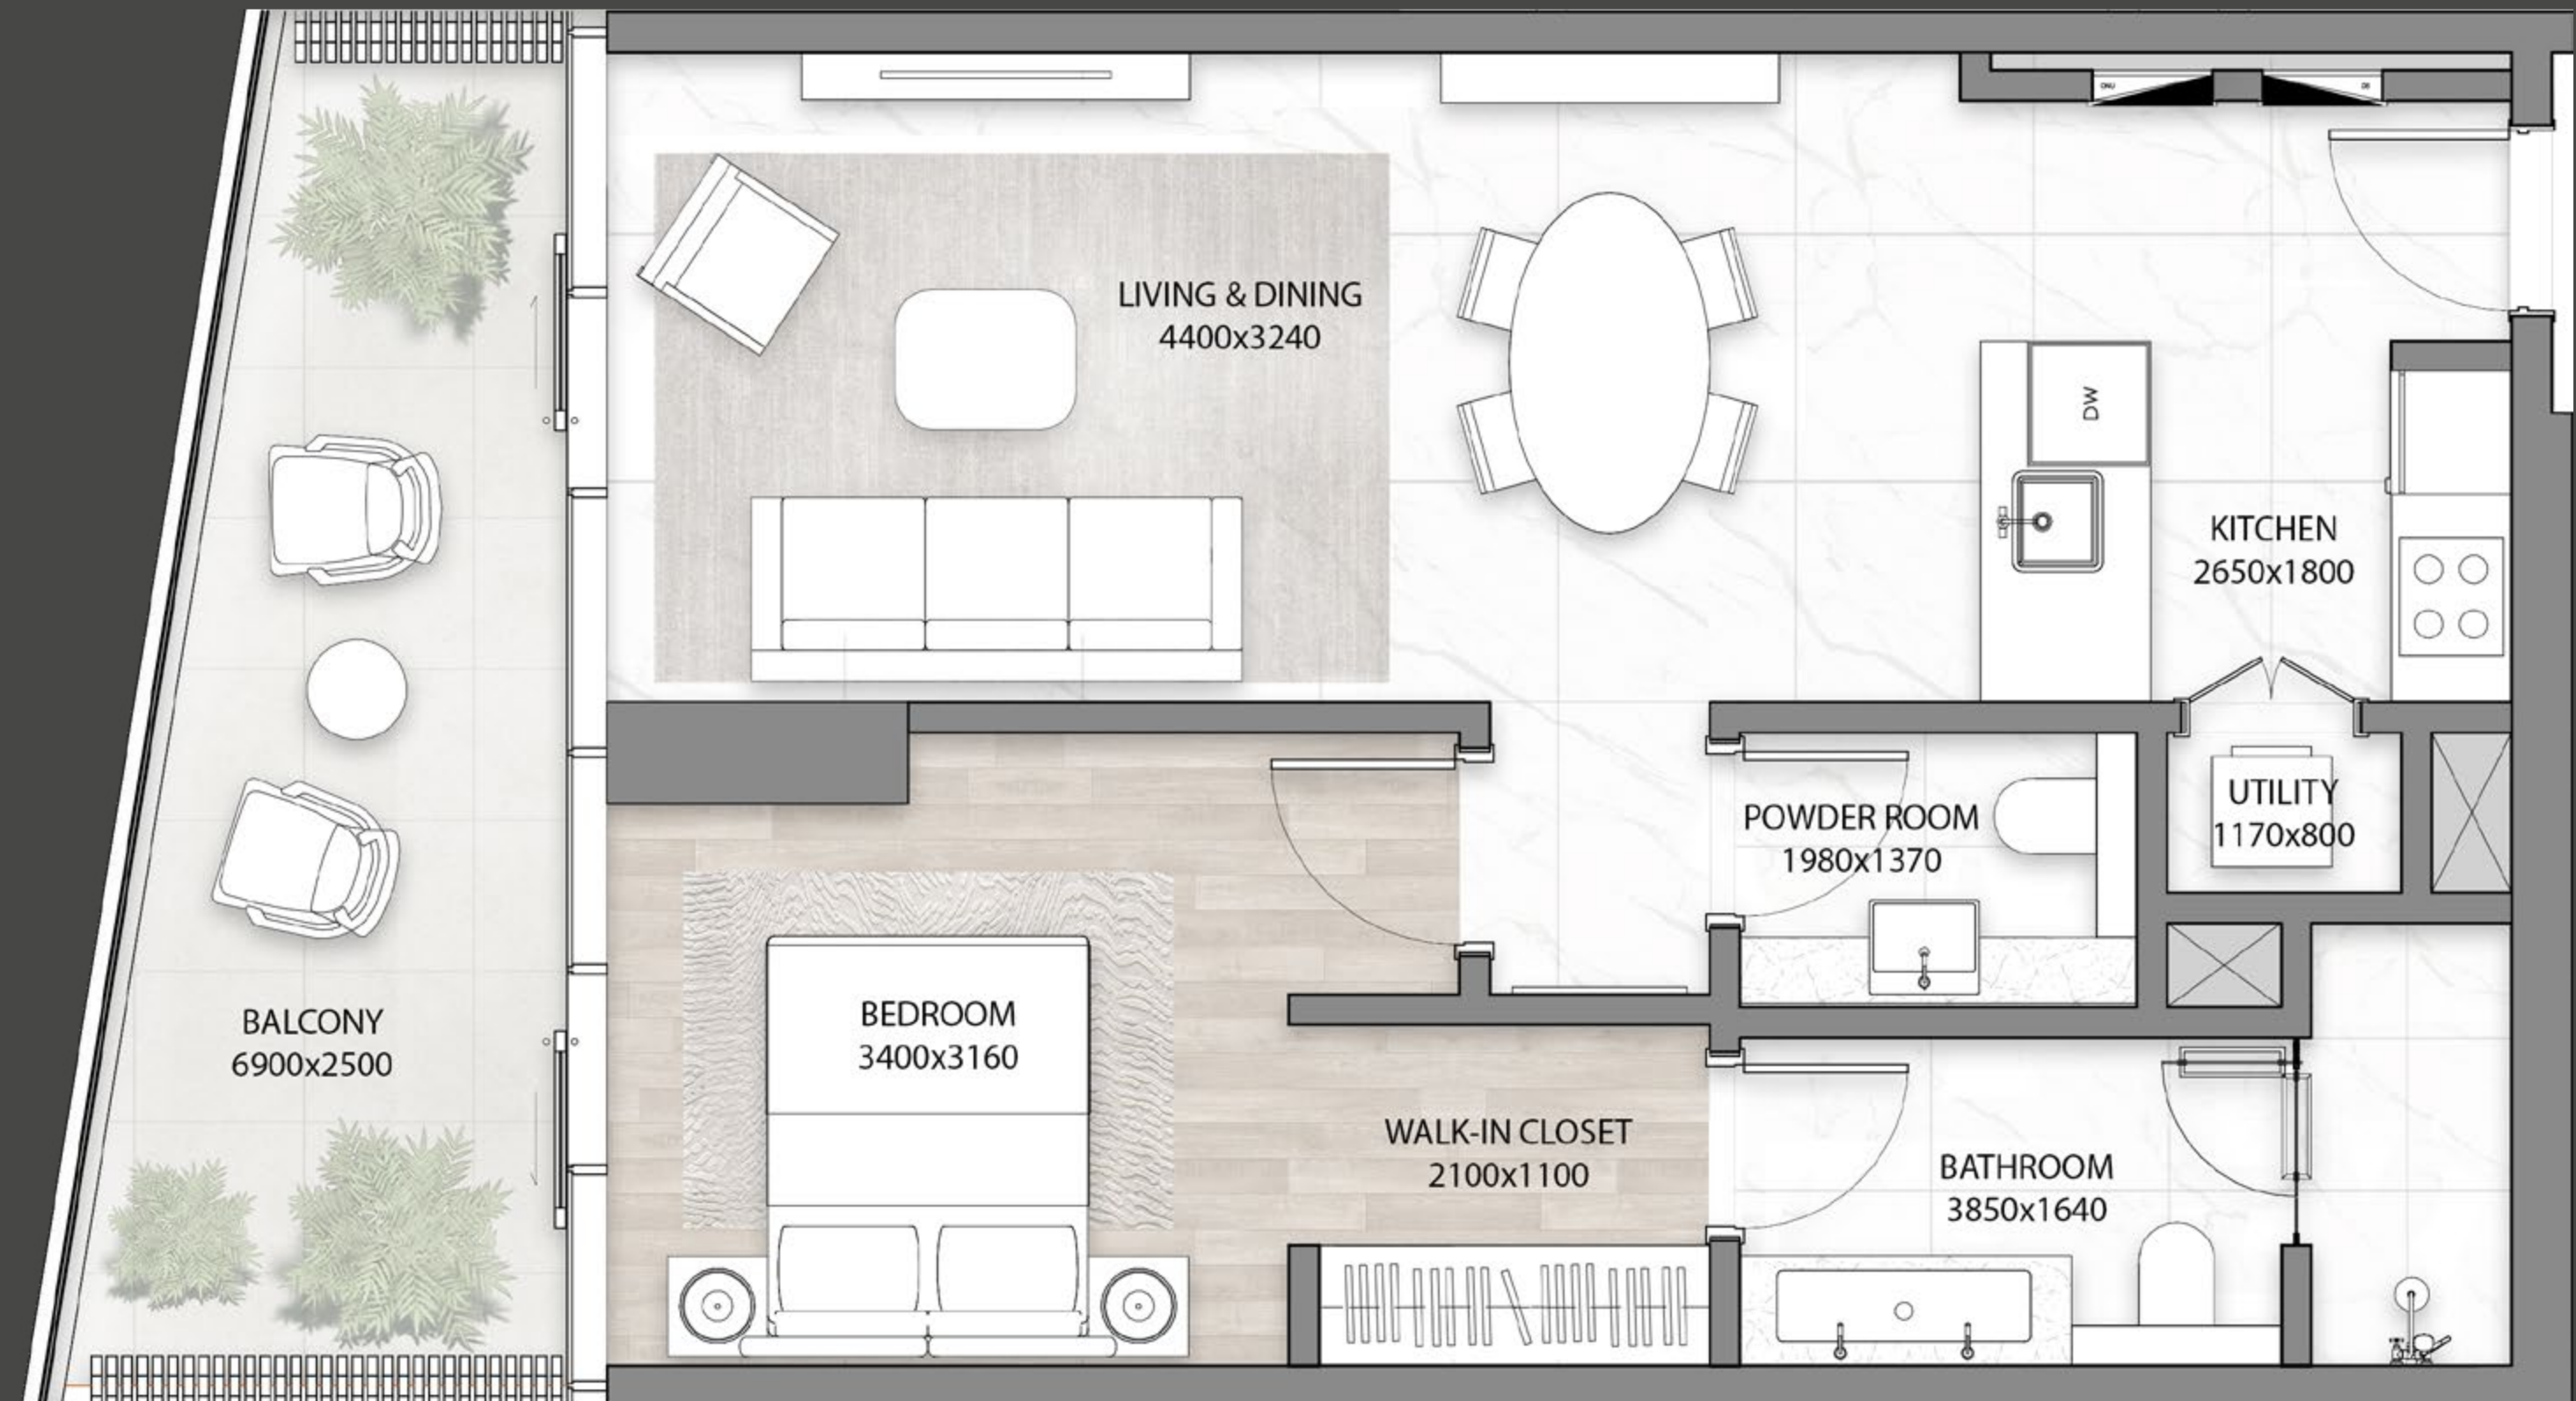 LIVING & DINING
4400x3240
DW
KITCHEN
2650x1800
POWDER ROOM
1980x1370
UTILITY
1170x800
BALCONY
6900x2500
BEDROOM
3400x3160
WALK-IN CLOSET
2100x1100
BATHROOM
3850x1640